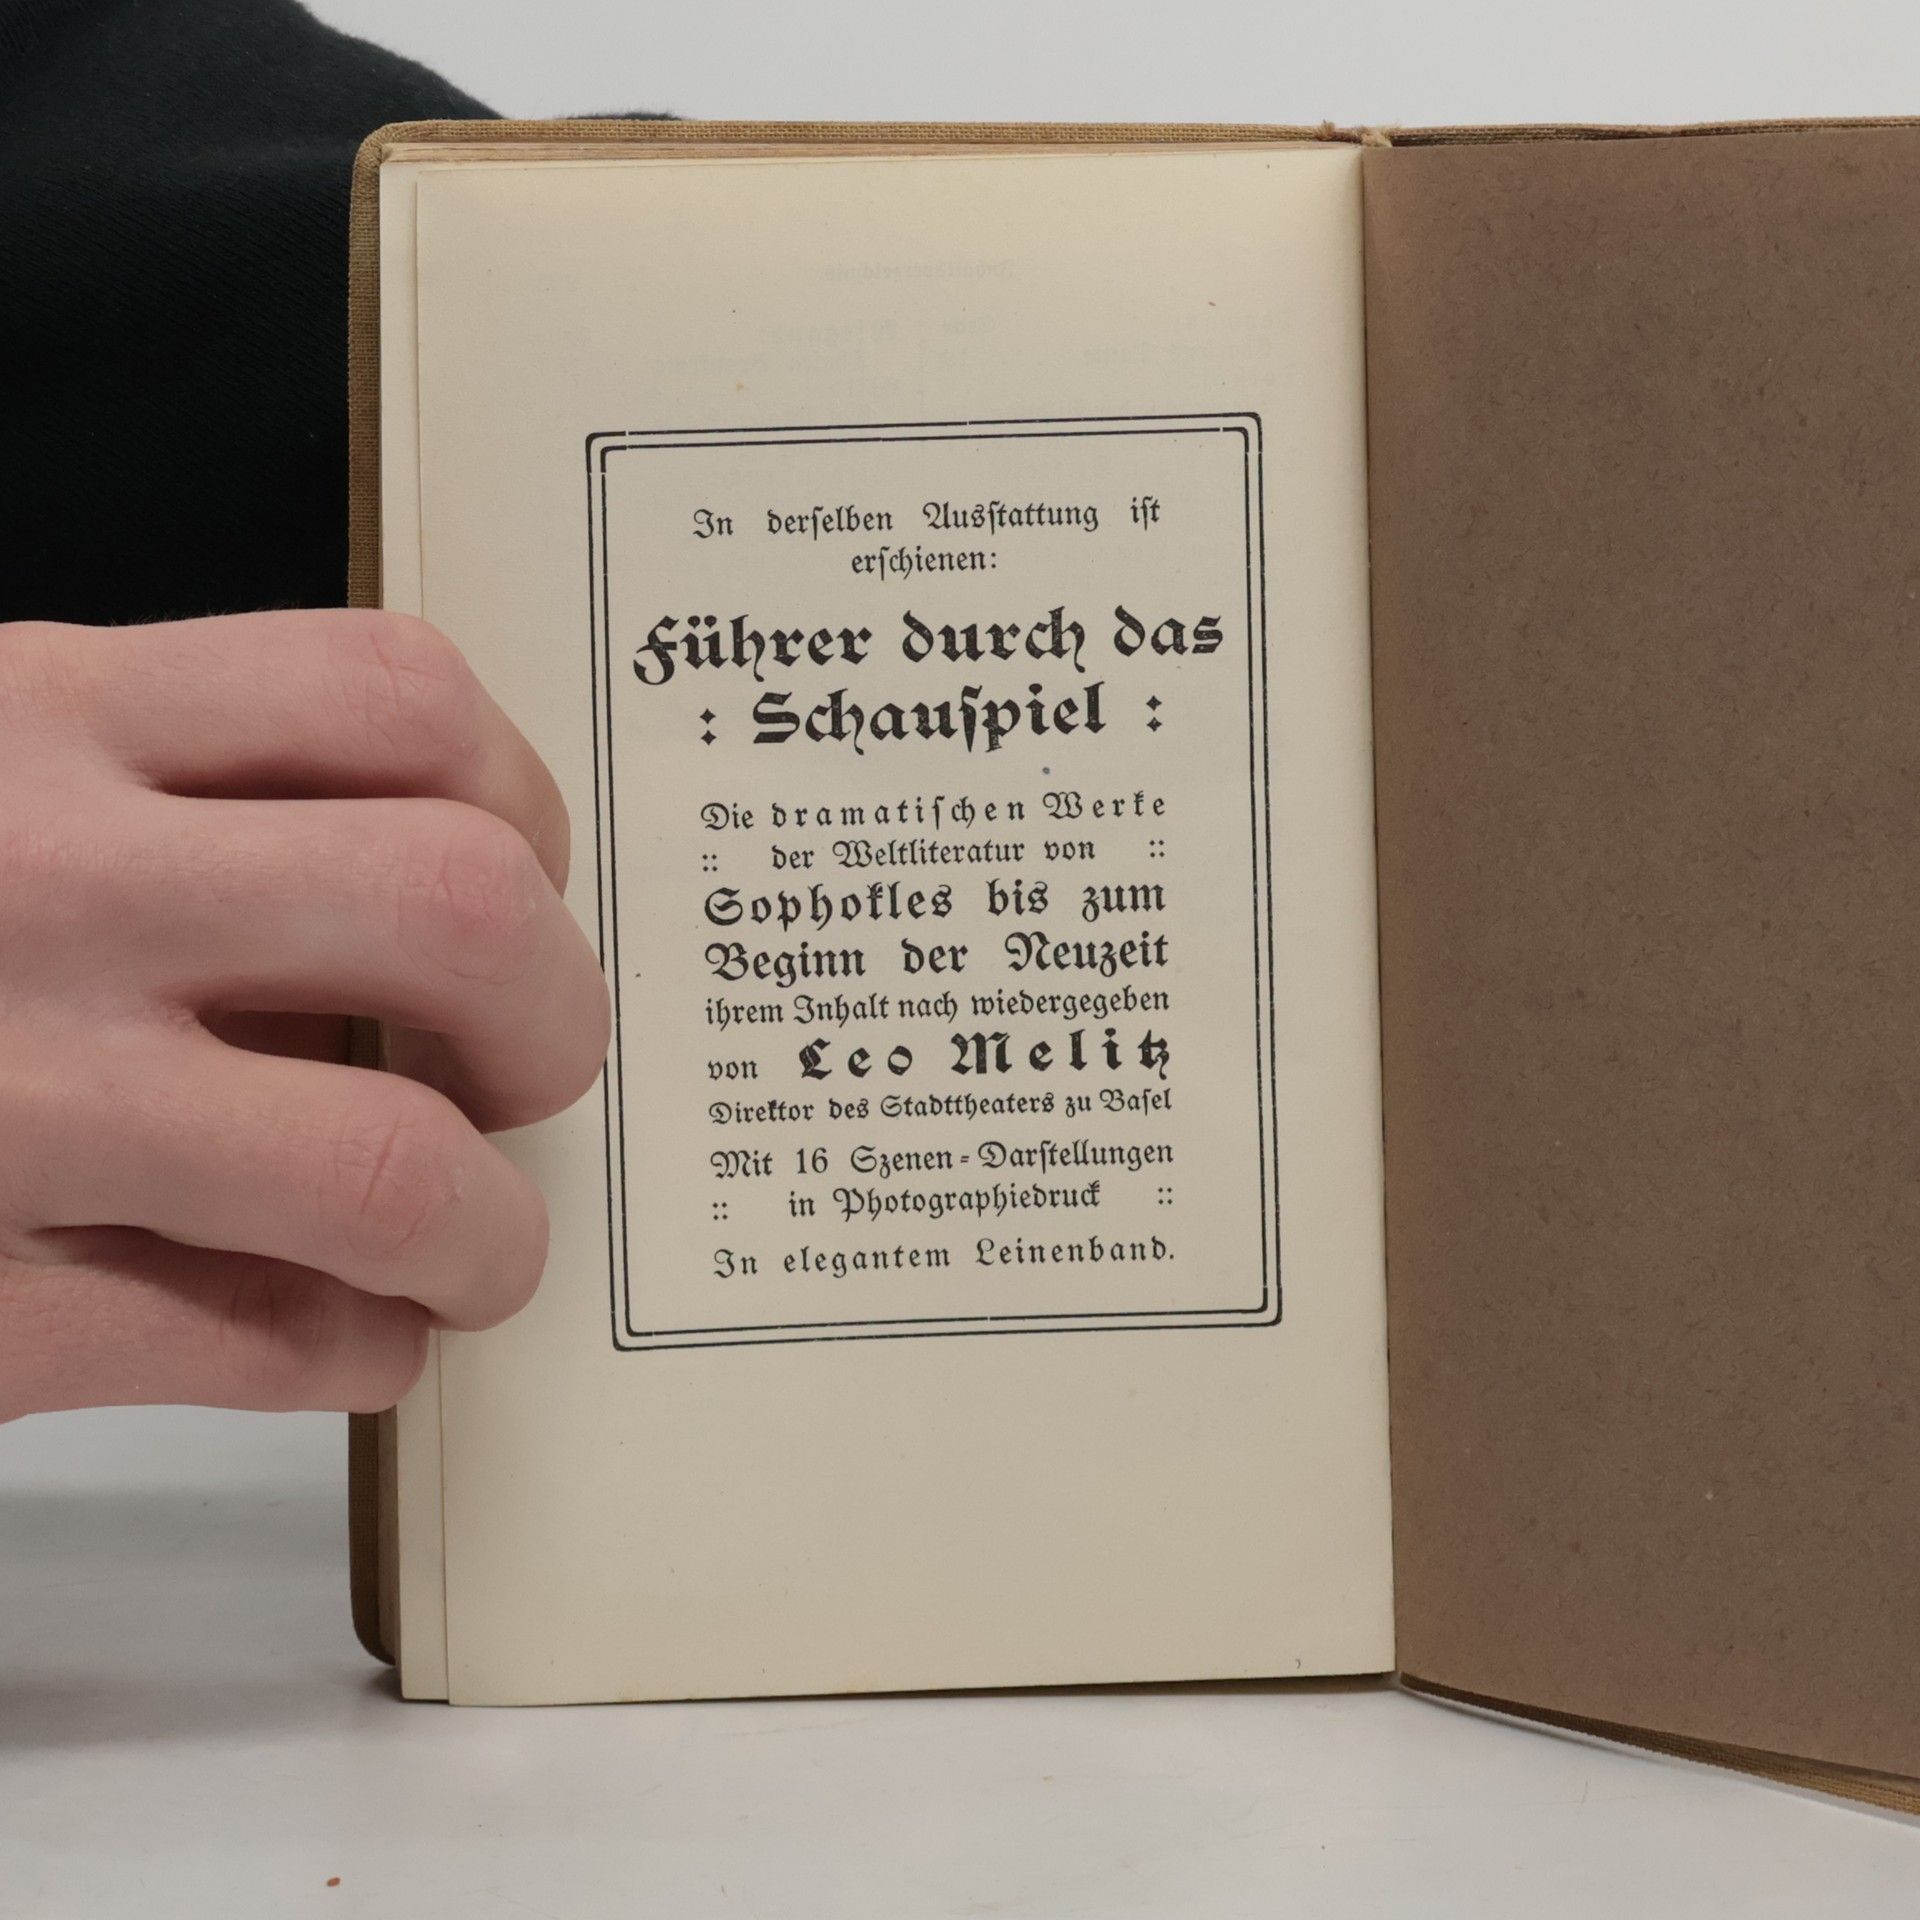 In derselben Ausstattung ist
erschienen:
Führer durch das
: Schauspiel :
Die dramatischen Werke
:: der Weltliteratur von ::
Sophokles bis zum
Beginn der Neuzeit
ihrem Inhalt nach wiedergegeben
von Leo Melitz
Direktor des Stadttheaters zu Basel
Mit 16 Szenen-Darstellungen
:: in Photographiedruck ::
In elegantem Leinenband.